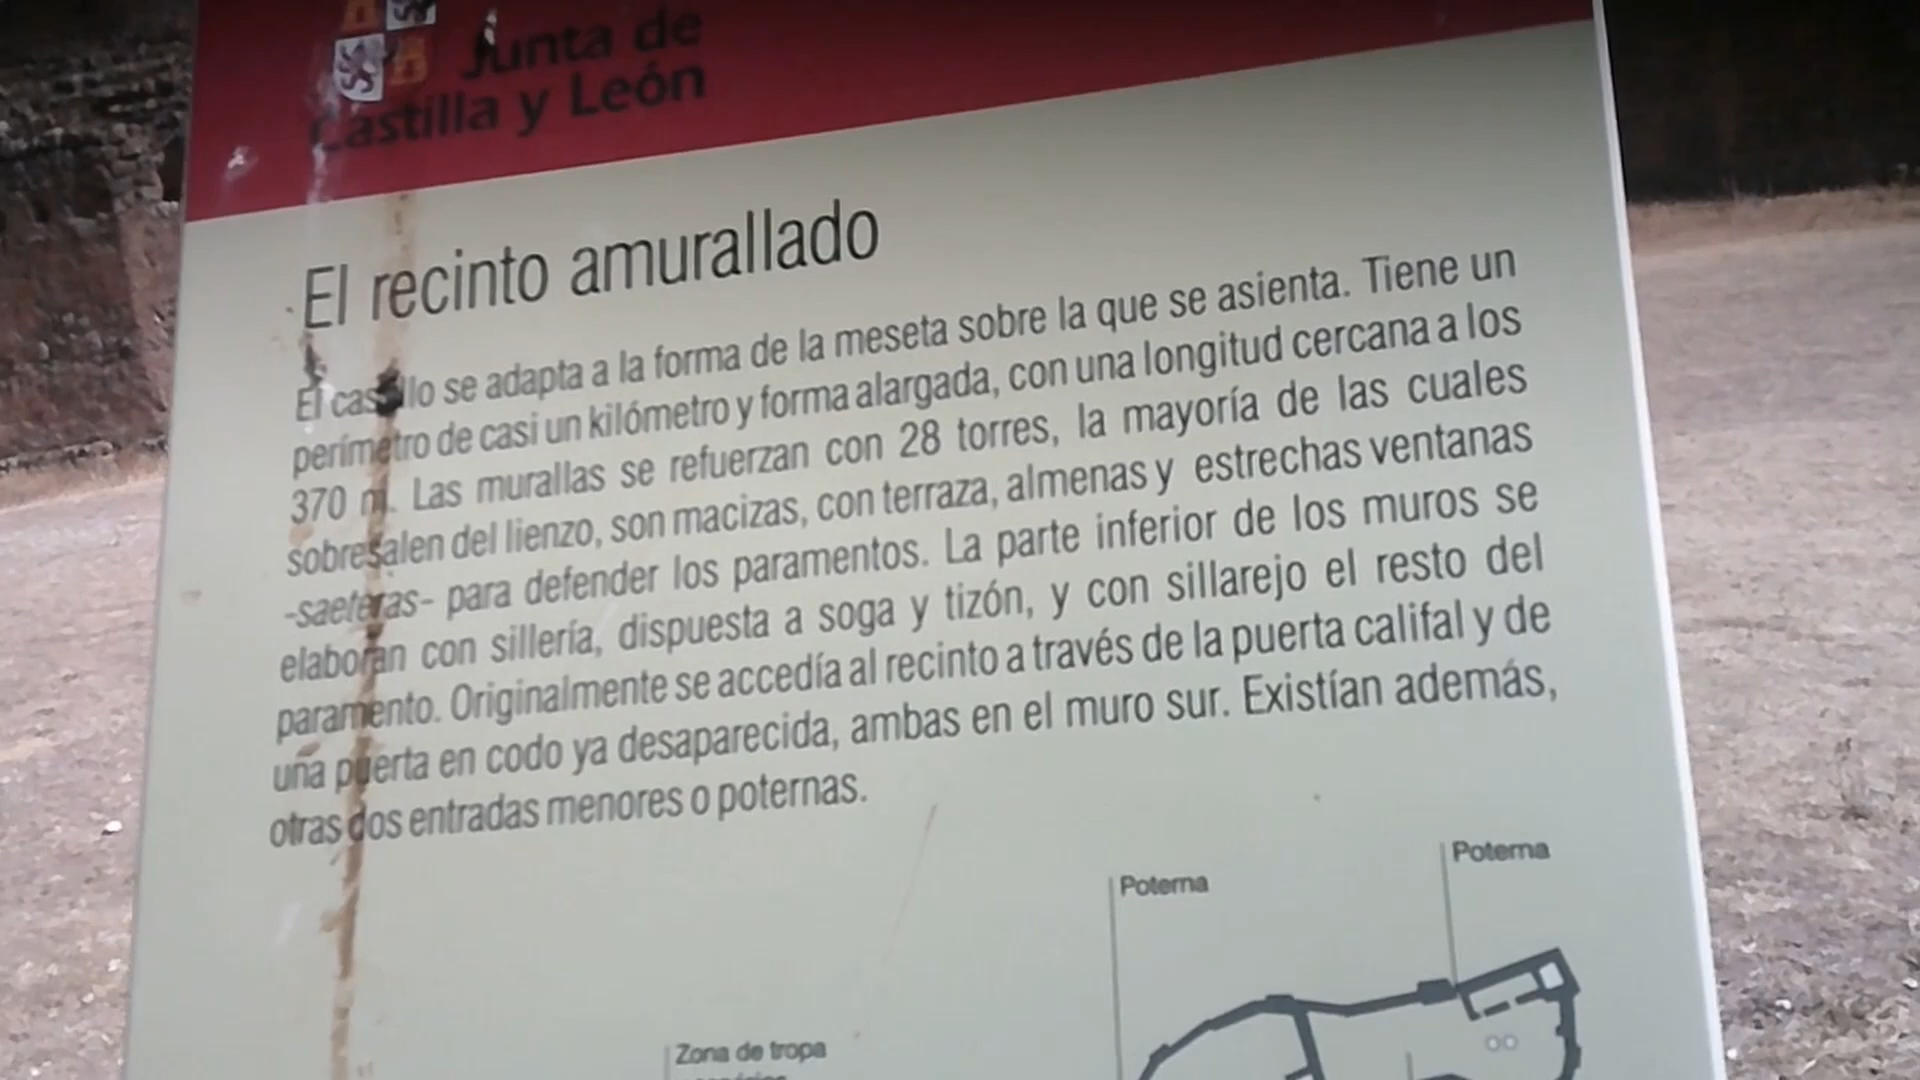 Junta de
Castilla y León
El recinto amurallado
El castillo se adapta a la forma de la meseta sobre la que se asienta. Tiene un
perímetro de casi un kilómetro y forma alargada, con una longitud cercana a los
370 m. Las murallas se refuerzan con 28 torres, la mayoría de las cuales
sobresalen del lienzo, son macizas, con terraza, almenas y estrechas ventanas
-saeteras- para defender los paramentos. La parte inferior de los muros se
elaboran con sillería, dispuesta a soga y tizón, y con sillarejo el resto del
paramento. Originalmente se accedía al recinto a través de la puerta califal y de
una puerta en codo ya desaparecida, ambas en el muro sur. Existían además,
otras dos entradas menores o poternas.
Poterna
Poterna
Zona de tropa